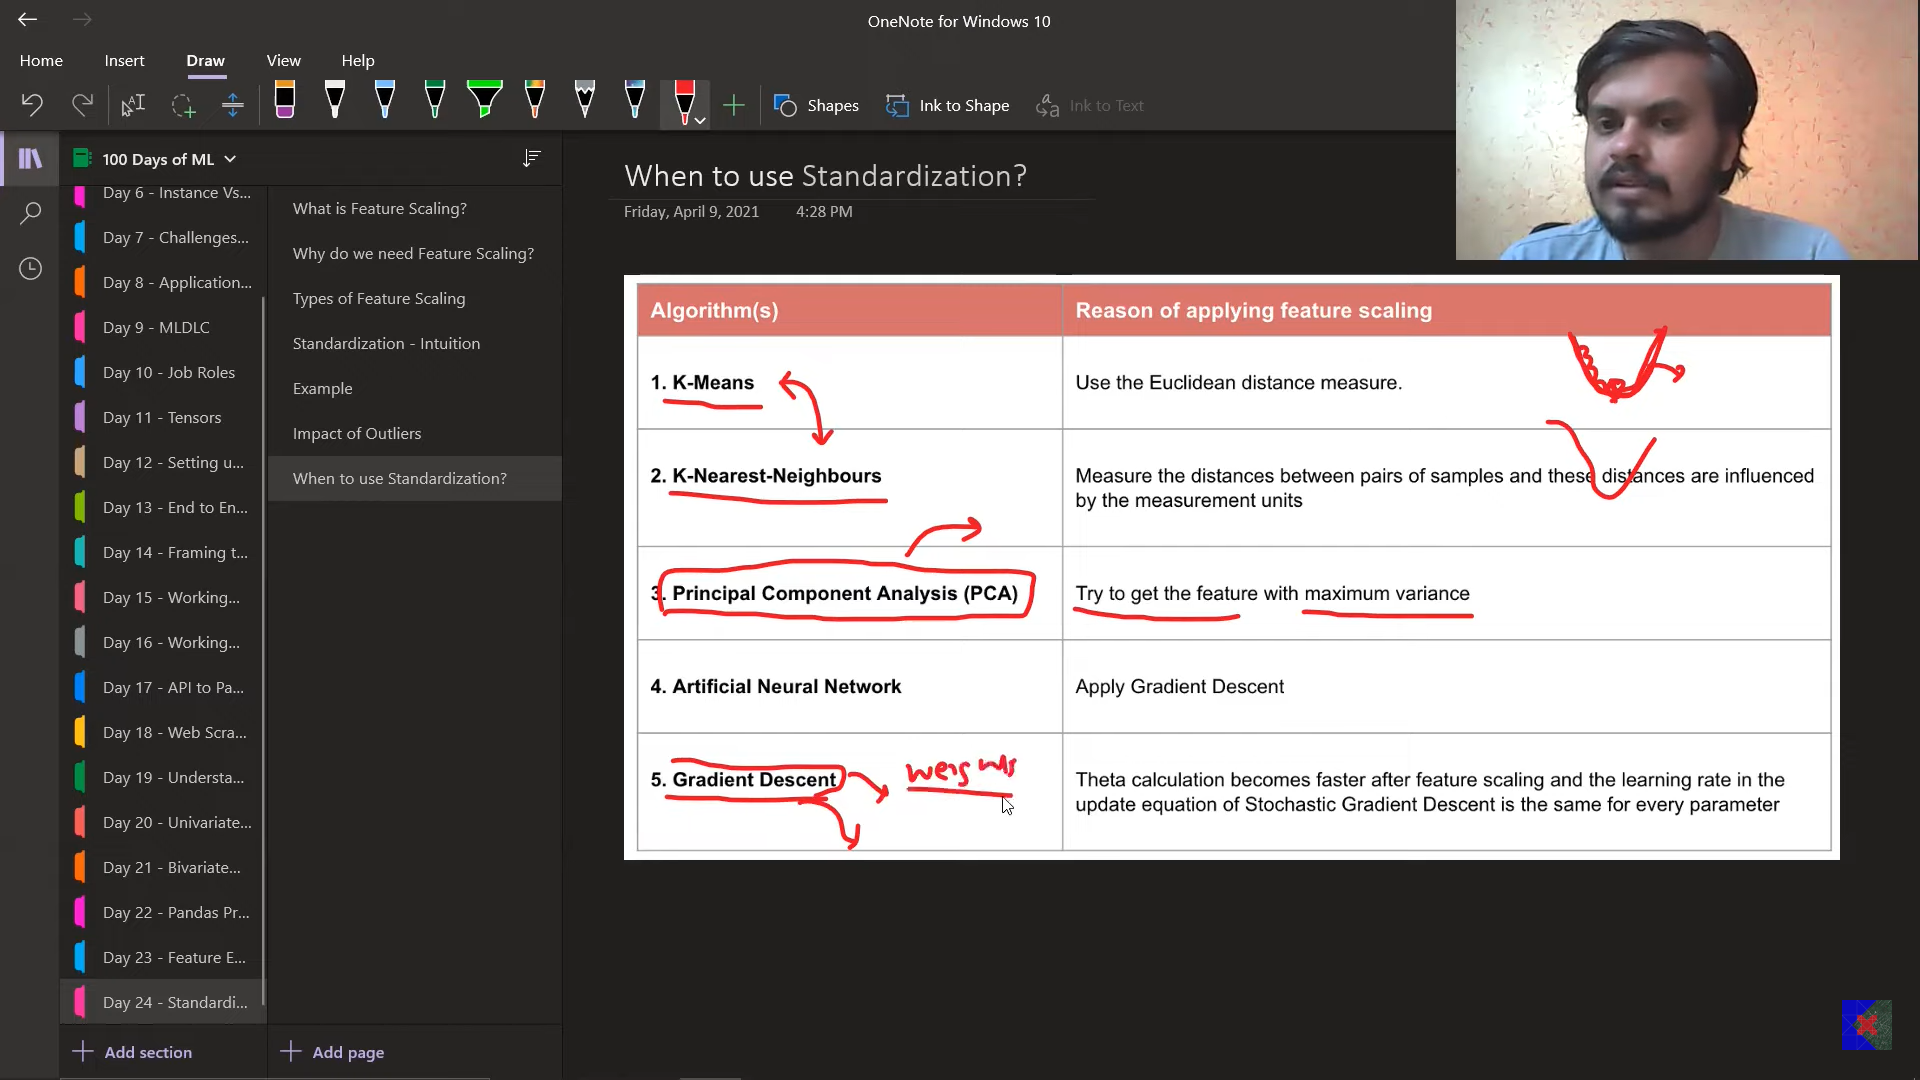 OneNote for Windows 10
Home Insert Draw View Help
Shapes Ink to Shape Ink to Text
100 Days of ML
Day 6 - Instance Vs...
Day 7 - Challenges...
Day 8 - Application...
Day 9 - MLDLC
Day 10 - Job Roles
Day 11 - Tensors
Day 12 - Setting u...
Day 13 - End to En...
Day 14 - Framing t...
Day 15 - Working...
Day 16 - Working...
Day 17 - API to Pa...
Day 18 - Web Scra...
Day 19 - Understa...
Day 20 - Univariate...
Day 21 - Bivariate...
Day 22 - Pandas Pr...
Day 23 - Feature E...
Day 24 - Standardi...
Add section
What is Feature Scaling?
Why do we need Feature Scaling?
Types of Feature Scaling
Standardization - Intuition
Example
Impact of Outliers
When to use Standardization?
Add page
When to use Standardization?
Friday, April 9, 2021 4:28 PM
Algorithm(s) Reason of applying feature scaling
1. K-Means Use the Euclidean distance measure.
2. K-Nearest-Neighbours Measure the distances between pairs of samples and these distances are influenced
by the measurement units
3. Principal Component Analysis (PCA) Try to get the feature with maximum variance
4. Artificial Neural Network Apply Gradient Descent
5. Gradient Descent Theta calculation becomes faster after feature scaling and the learning rate in the
update equation of Stochastic Gradient Descent is the same for every parameter